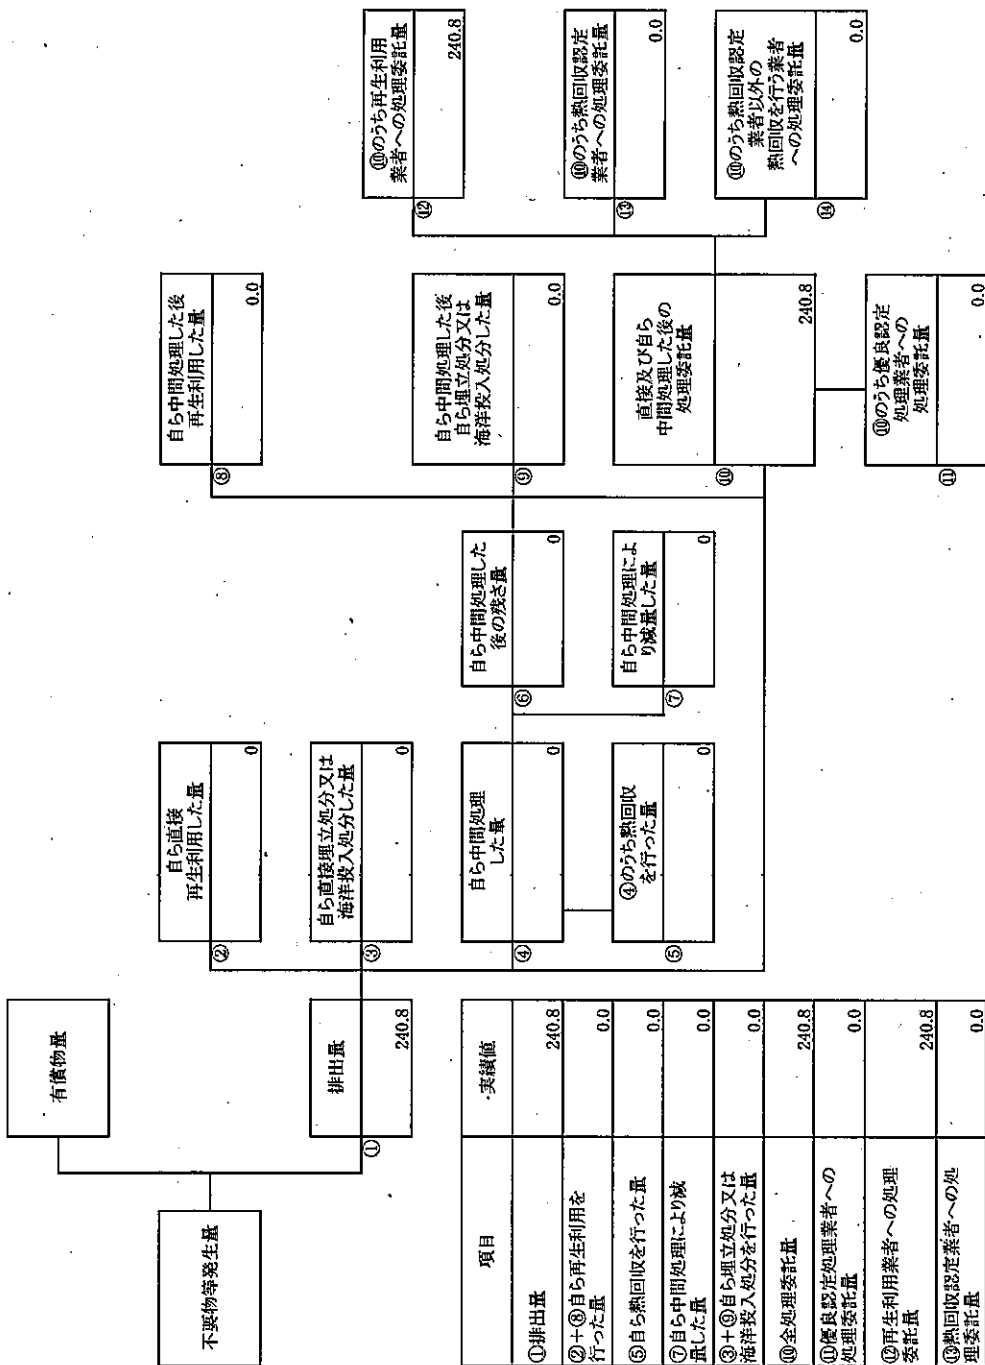 不要物等発生量
有償物量
排出量
①
240.8
②
自ら直接
再生利用した量
0
③
自ら直接埋立処分又は
海洋投入処分した量
0
④
自ら中間処理
した量
0
⑤
④のうち熱回収
を行った量
0
⑥
自ら中間処理した
後の残さ量
0
⑦
自ら中間処理によ
り減量した量
0
⑧
自ら中間処理した後
再生利用した量
0.0
⑨
自ら中間処理した後
自ら埋立処分又は
海洋投入処分した量
0.0
⑩
直接及び自ら
中間処理した後の
処理委託量
240.8
⑪
⑩のうち優良認定
処理業者への
処理委託量
0.0
⑫
⑩のうち再生利用
業者への処理委託量
240.8
⑬
⑩のうち熱回収認定
業者への処理委託量
0.0
⑭
⑩のうち熱回収認定
業者以外の
熱回収を行う業者
への処理委託量
0.0
項目
実績値
①排出量
240.8
②+⑧自ら再生利用を
行った量
0.0
⑤自ら熱回収を行った量
0.0
⑦自ら中間処理により減
量した量
0.0
③+⑨自ら埋立処分又は
海洋投入処分を行った量
0.0
⑩全処理委託量
240.8
⑪優良認定処理業者への
処理委託量
0.0
⑫再生利用業者への処理
委託量
240.8
⑬熱回収認定業者への処
理委託量
0.0